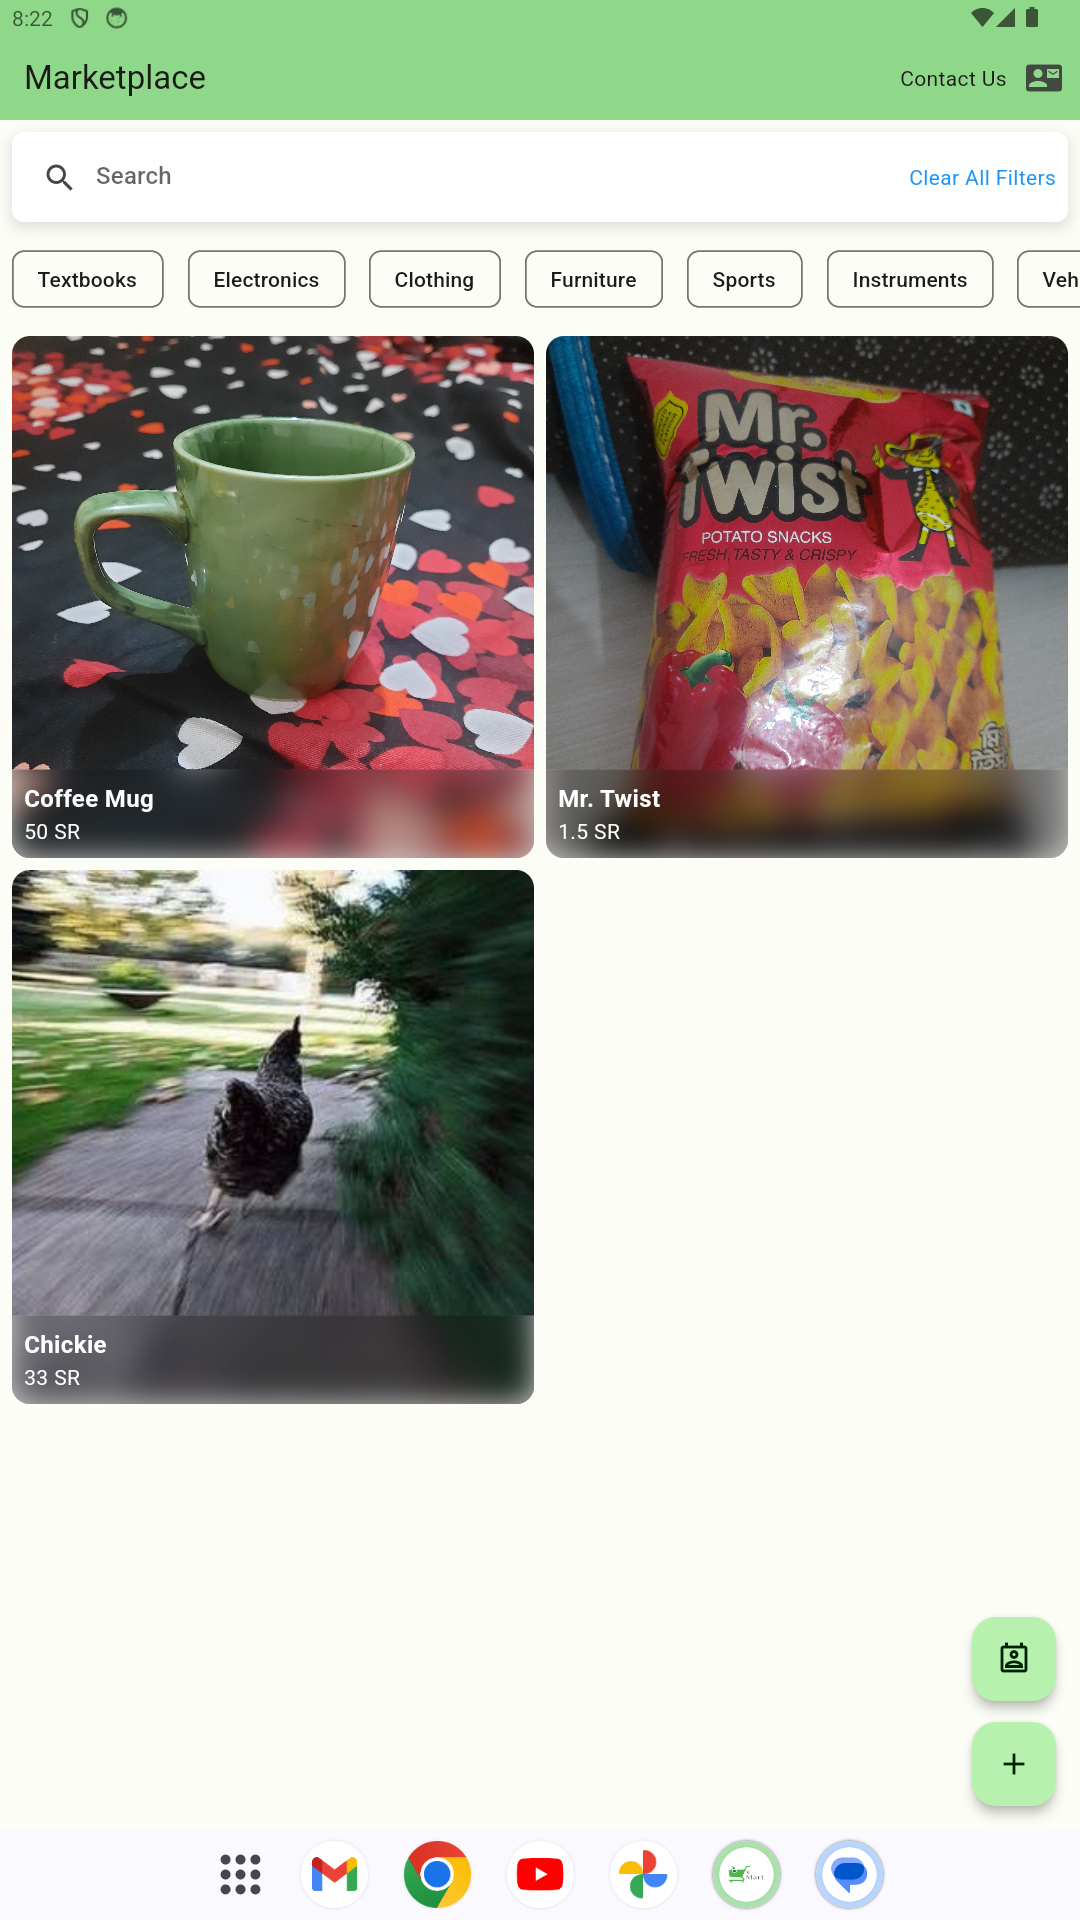 8:22
Marketplace
Contact Us
Search
Clear All Filters
Textbooks
Electronics
Clothing
Furniture
Sports
Instruments
Veh
Mr.
Twist
POTATO SNACKS
FRESH, TASTY & CRISPY
Coffee Mug
50 SR
Mr. Twist
1.5 SR
Chickie
33 SR
Mart